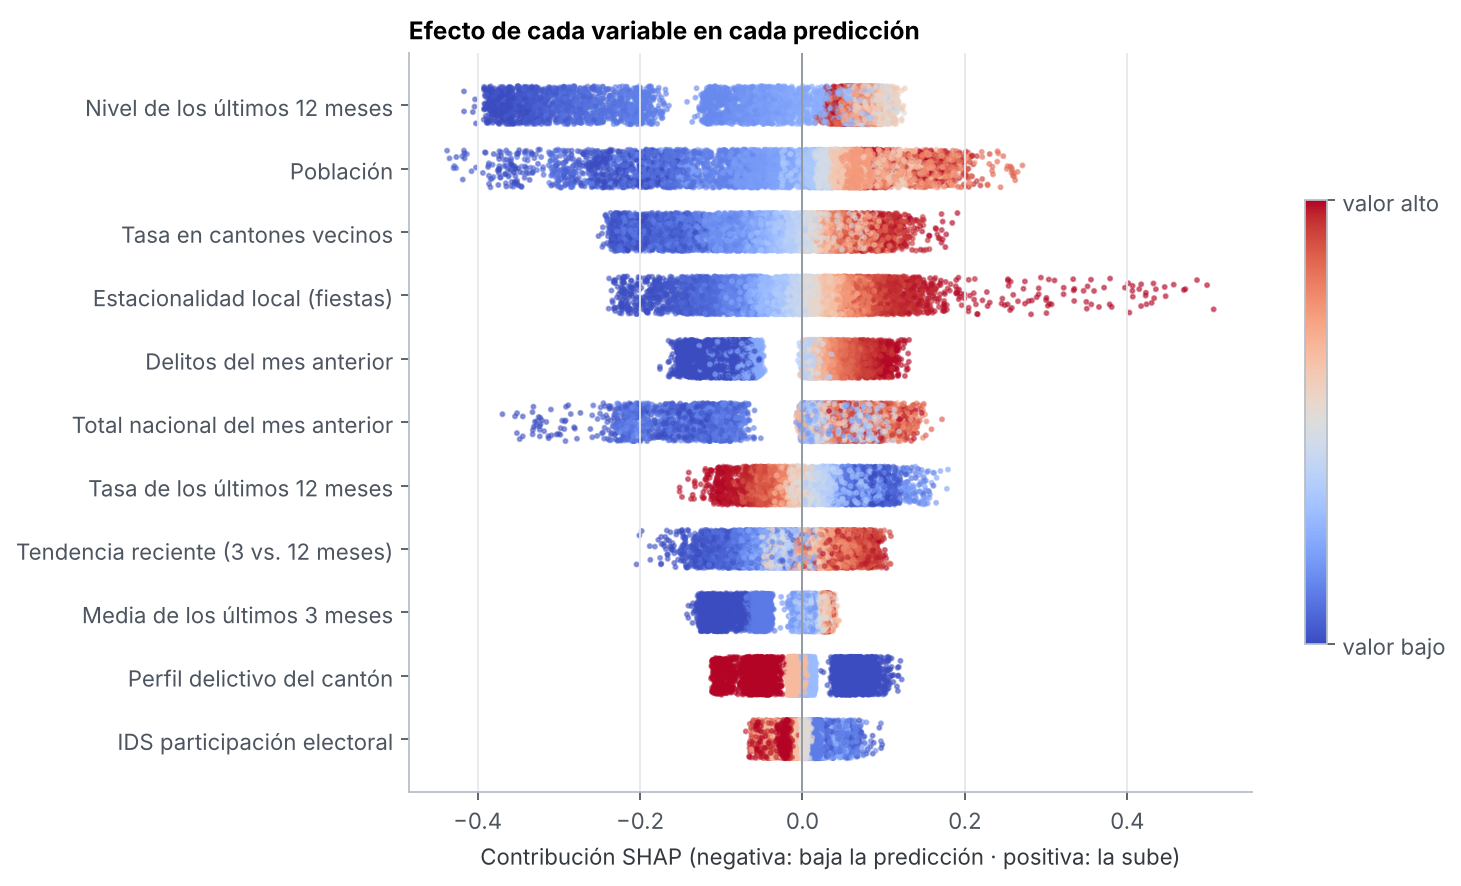 Efecto de cada variable en cada predicción
Nivel de los últimos 12 meses
Población
Tasa en cantones vecinos
Estacionalidad local (fiestas)
Delitos del mes anterior
Total nacional del mes anterior
Tasa de los últimos 12 meses
Tendencia reciente (3 vs. 12 meses)
Media de los últimos 3 meses
Perfil delictivo del cantón
IDS participación electoral
−0.4 −0.2 0.0 0.2 0.4
Contribución SHAP (negativa: baja la predicción · positiva: la sube)
valor alto
valor bajo